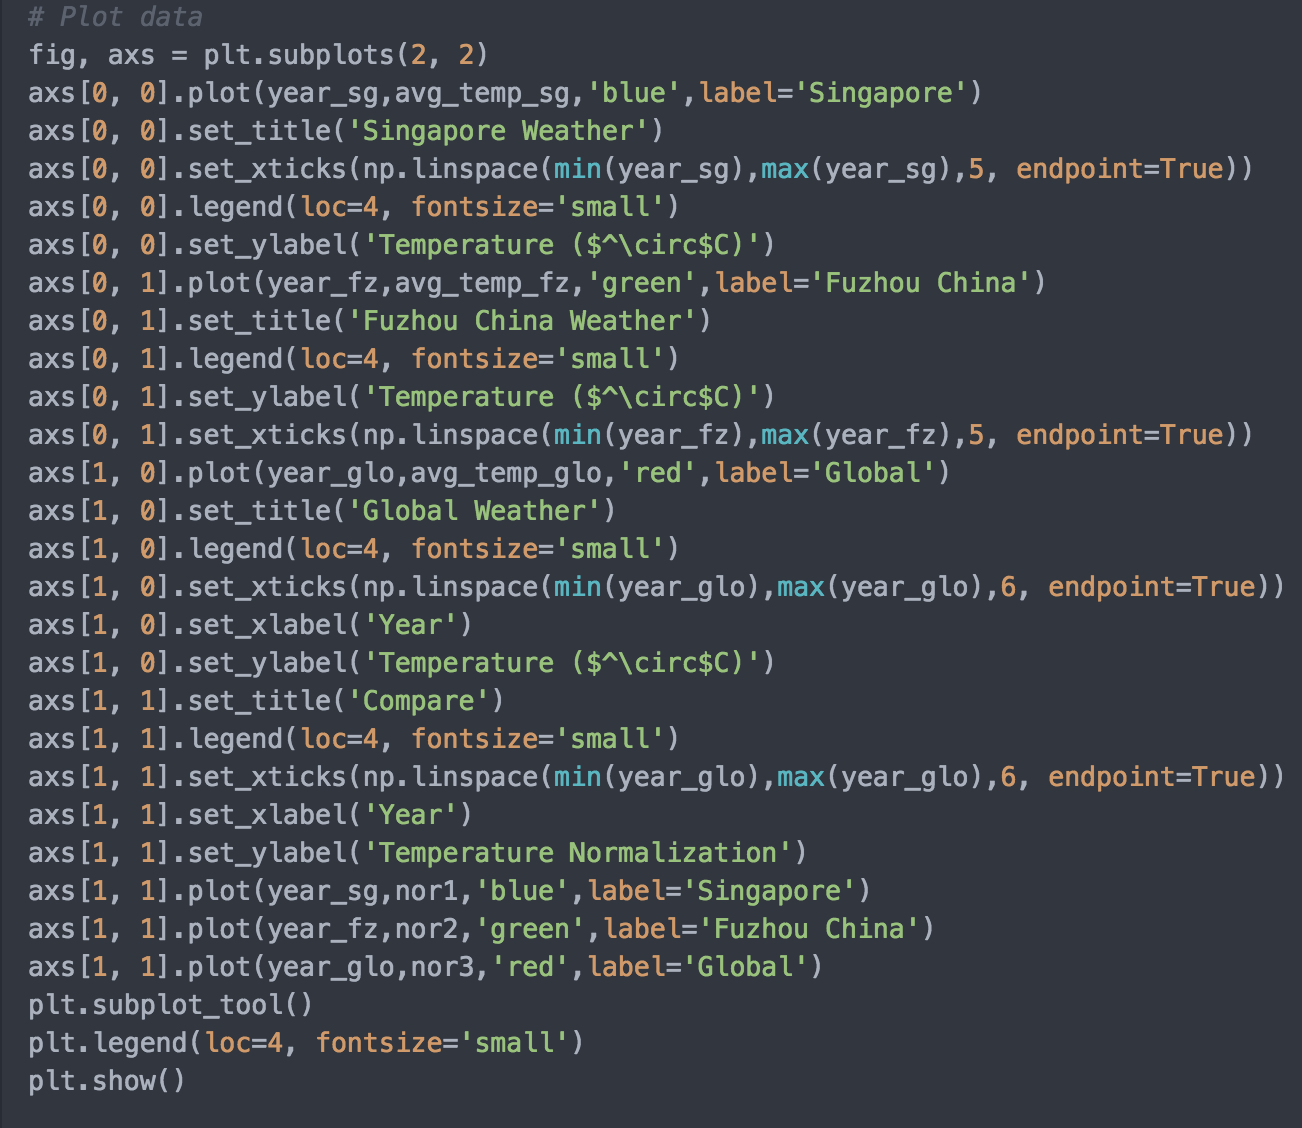 # Plot data
fig, axs = plt.subplots(2, 2)
axs[0, 0].plot(year_sg,avg_temp_sg,'blue',label='Singapore')
axs[0, 0].set_title('Singapore Weather')
axs[0, 0].set_xticks(np.linspace(min(year_sg),max(year_sg),5, endpoint=True))
axs[0, 0].legend(loc=4, fontsize='small')
axs[0, 0].set_ylabel('Temperature ($^\circ$C)')
axs[0, 1].plot(year_fz,avg_temp_fz,'green',label='Fuzhou China')
axs[0, 1].set_title('Fuzhou China Weather')
axs[0, 1].legend(loc=4, fontsize='small')
axs[0, 1].set_ylabel('Temperature ($^\circ$C)')
axs[0, 1].set_xticks(np.linspace(min(year_fz),max(year_fz),5, endpoint=True))
axs[1, 0].plot(year_glo,avg_temp_glo,'red',label='Global')
axs[1, 0].set_title('Global Weather')
axs[1, 0].legend(loc=4, fontsize='small')
axs[1, 0].set_xticks(np.linspace(min(year_glo),max(year_glo),6, endpoint=True))
axs[1, 0].set_xlabel('Year')
axs[1, 0].set_ylabel('Temperature ($^\circ$C)')
axs[1, 1].set_title('Compare')
axs[1, 1].legend(loc=4, fontsize='small')
axs[1, 1].set_xticks(np.linspace(min(year_glo),max(year_glo),6, endpoint=True))
axs[1, 1].set_xlabel('Year')
axs[1, 1].set_ylabel('Temperature Normalization')
axs[1, 1].plot(year_sg,nor1,'blue',label='Singapore')
axs[1, 1].plot(year_fz,nor2,'green',label='Fuzhou China')
axs[1, 1].plot(year_glo,nor3,'red',label='Global')
plt.subplot_tool()
plt.legend(loc=4, fontsize='small')
plt.show()